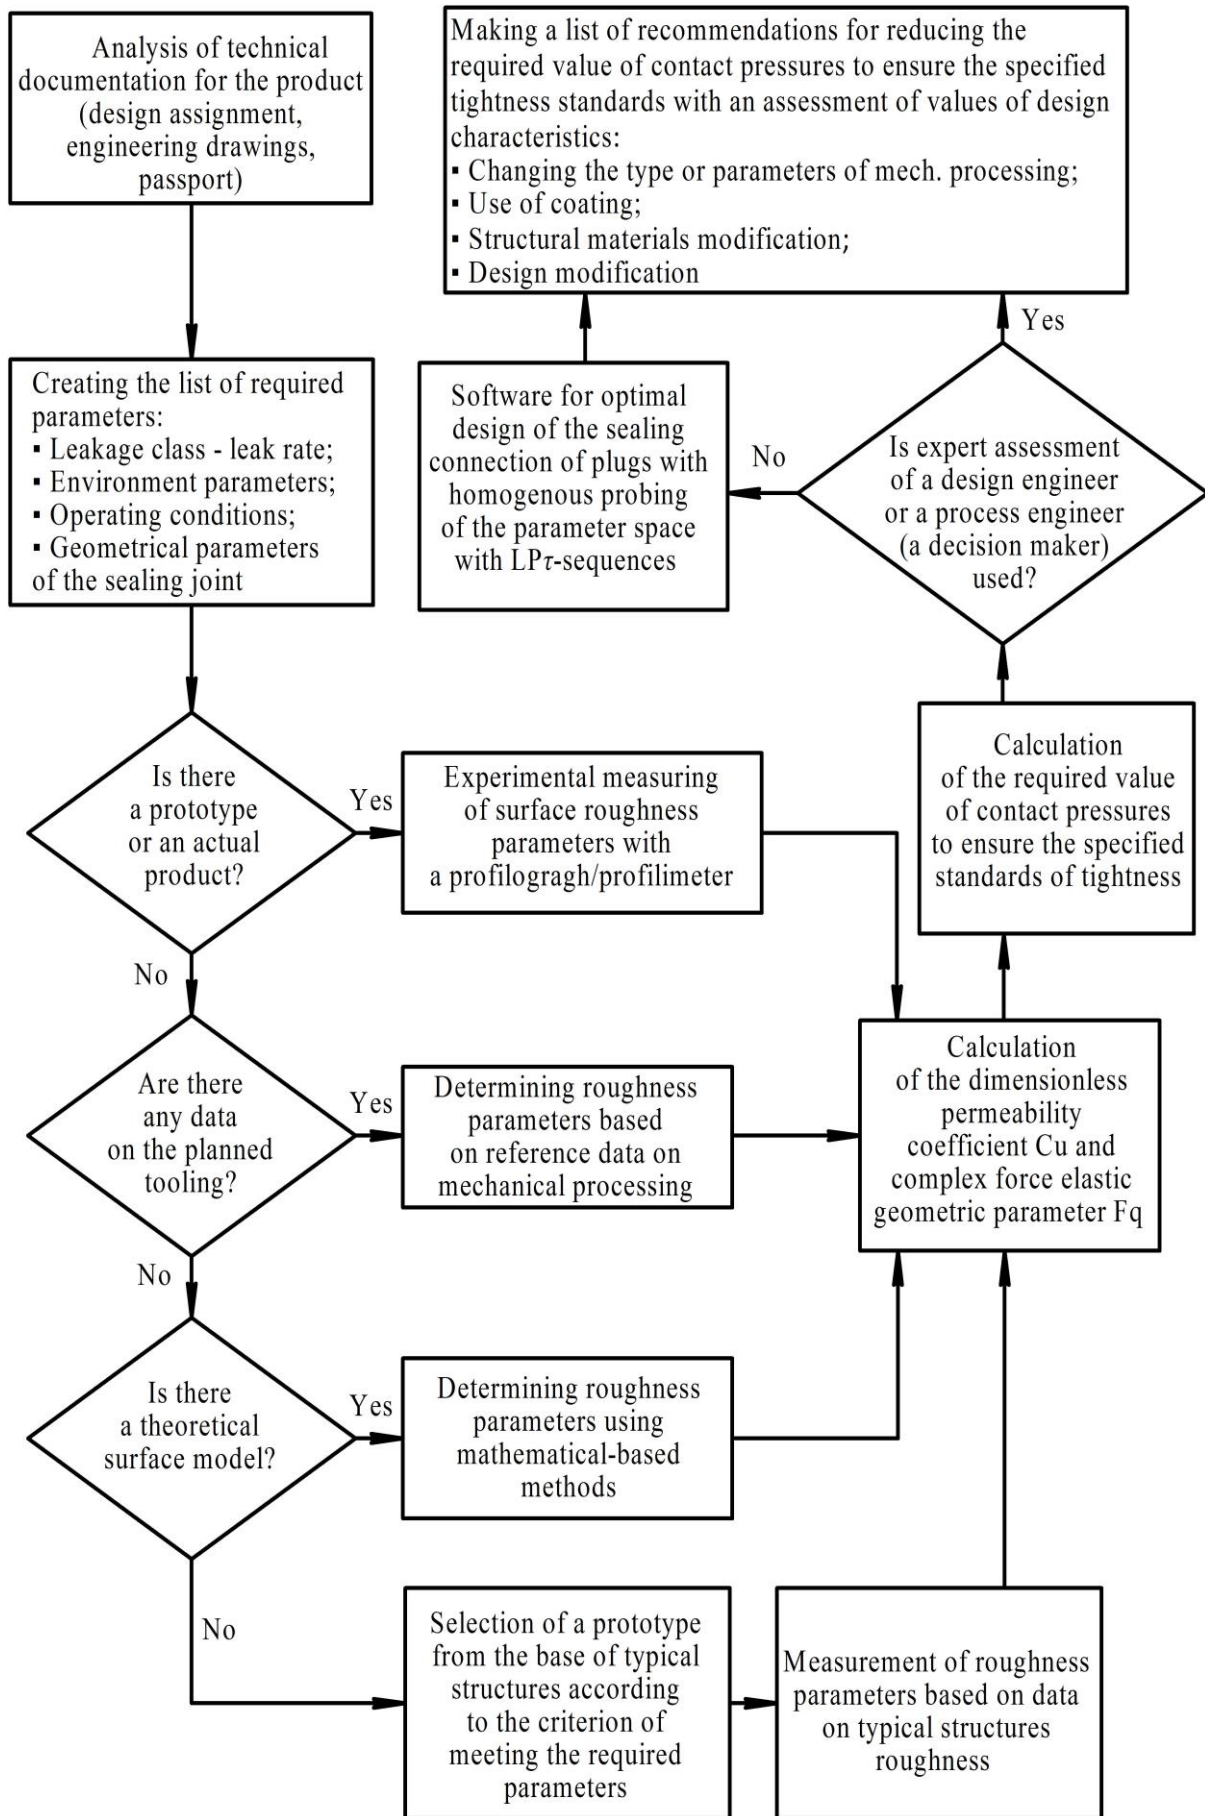 Analysis of technical
documentation for the product
(design assignment,
engineering drawings,
passport)
Making a list of recommendations for reducing the
required value of contact pressures to ensure the specified
tightness standards with an assessment of values of design
characteristics:
▪ Changing the type or parameters of mech. processing;
▪ Use of coating;
▪ Structural materials modification;
▪ Design modification
Creating the list of required
parameters:
▪ Leakage class - leak rate;
▪ Environment parameters;
▪ Operating conditions;
▪ Geometrical parameters
of the sealing joint
Software for optimal
design of the sealing
connection of plugs with
homogenous probing
of the parameter space
with LPτ-sequences
No
Yes
Is expert assessment
of a design engineer
or a process engineer
(a decision maker)
used?
Is there
a prototype
or an actual
product?
Yes
Experimental measuring
of surface roughness
parameters with
a profilogragh/profilimeter
Calculation
of the required value
of contact pressures
to ensure the specified
standards of tightness
No
Are there
any data
on the planned
tooling?
Yes
Determining roughness
parameters based
on reference data on
mechanical processing
Calculation
of the dimensionless
permeability
coefficient Cu and
complex force elastic
geometric parameter Fq
No
Is there
a theoretical
surface model?
Yes
Determining roughness
parameters using
mathematical-based
methods
No
Selection of a prototype
from the base of typical
structures according
to the criterion of
meeting the required
parameters
Measurement of roughness
parameters based on data
on typical structures
roughness